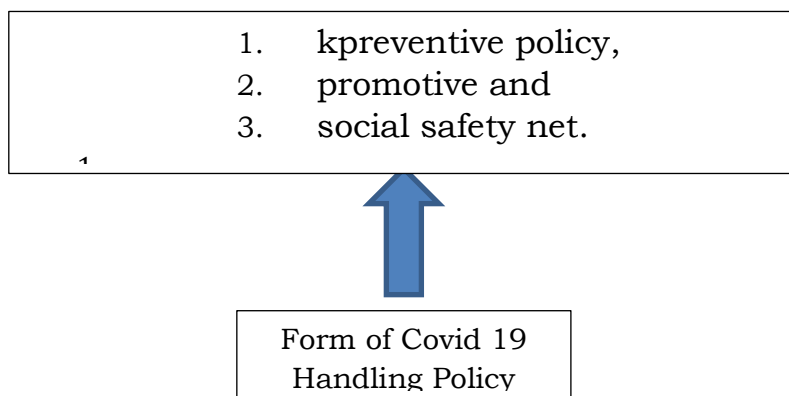 1. kpreventive policy,
2. promotive and
3. social safety net.
Form of Covid 19
Handling Policy